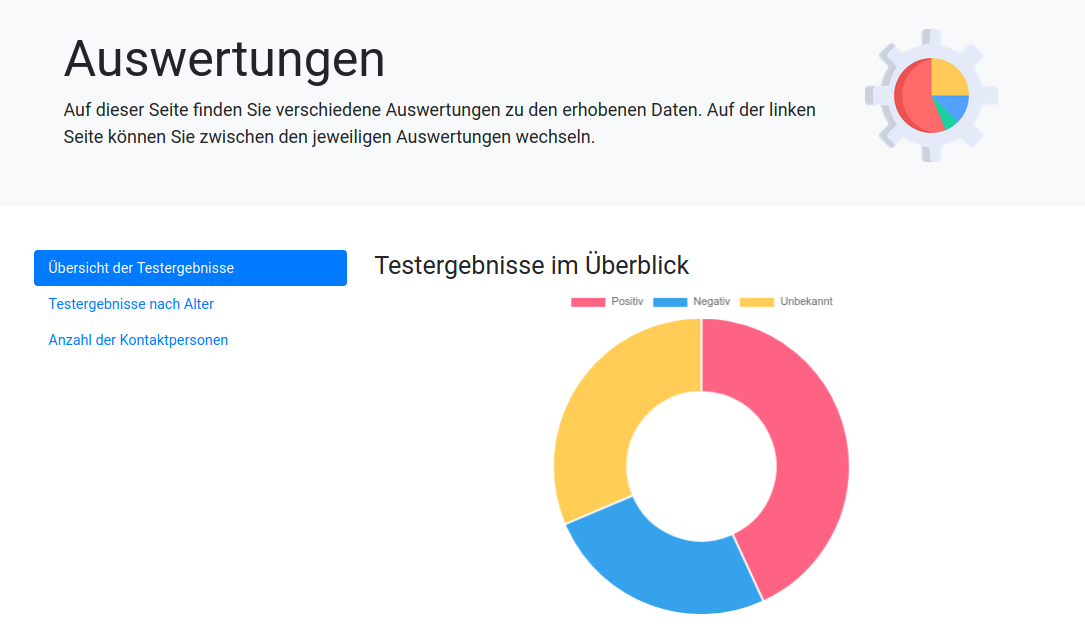 Auswertungen
Auf dieser Seite finden Sie verschiedene Auswertungen zu den erhobenen Daten. Auf der linken
Seite können Sie zwischen den jeweiligen Auswertungen wechseln.
Übersicht der Testergebnisse
Testergebnisse nach Alter
Anzahl der Kontaktpersonen
Testergebnisse im Überblick
Positiv Negativ Unbekannt